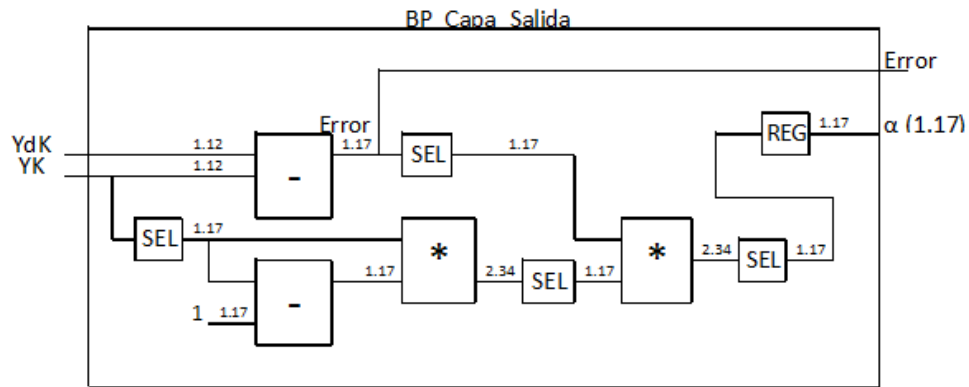 BP_Capa_Salida
Error
α (1.17)
REG
1.17
Error
YdK
1.12
1.17
SEL
1.17
YK
1.12
-
SEL
1.17
*
*
2.34
SEL
1.17
1.17
2.34
SEL
1.17
1
1.17
-